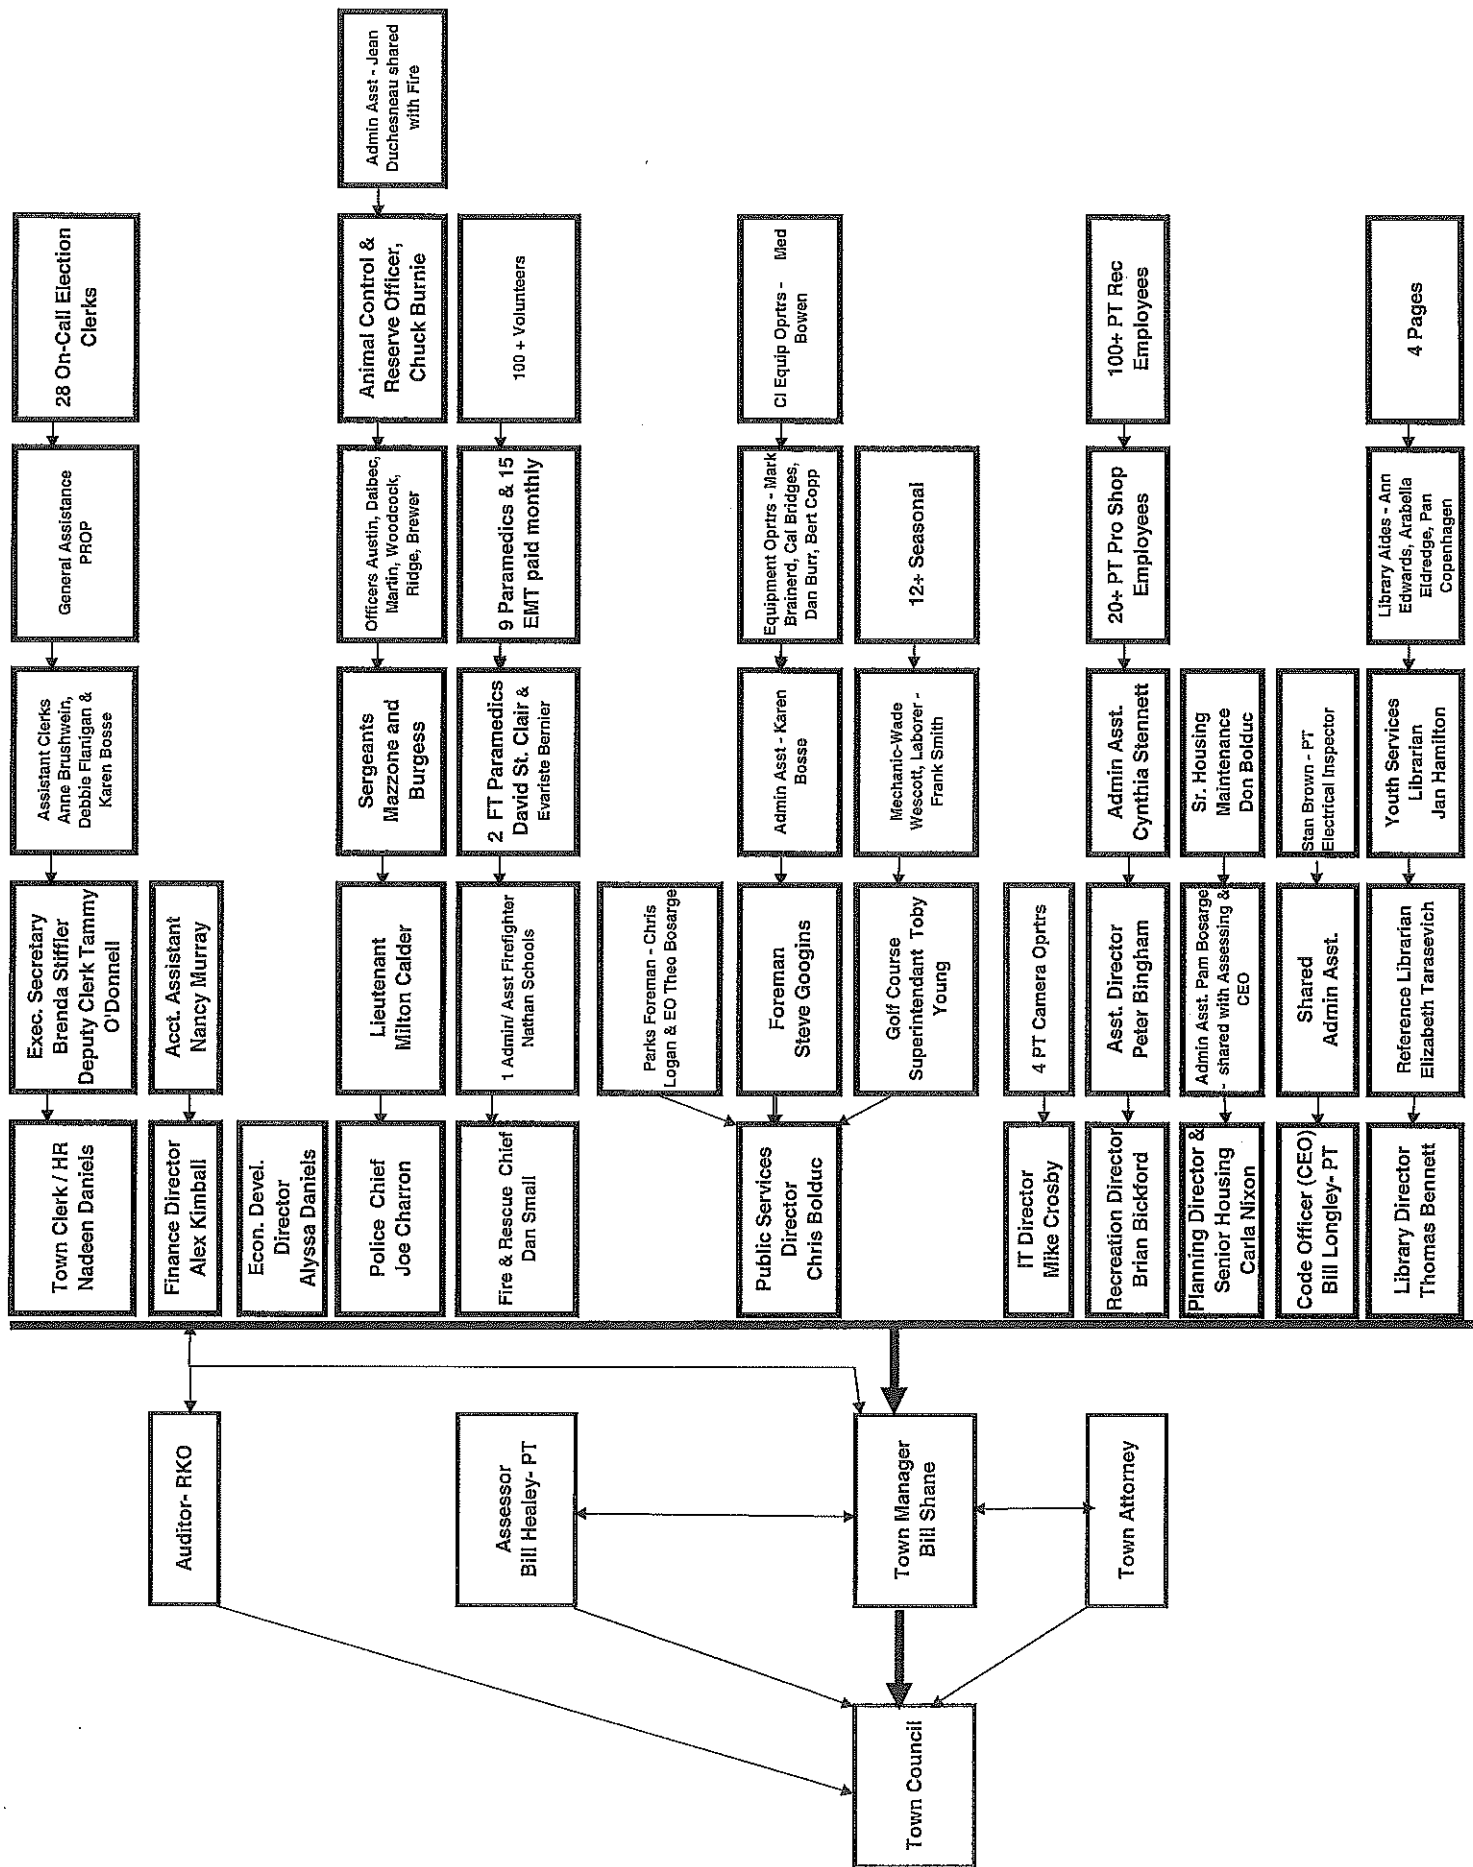 Town Council
Auditor- RKO
Assessor
Bill Healey- PT
Town Manager
Bill Shane
Town Attorney
Town Clerk / HR
Nadeen Daniels
Exec. Secretary
Brenda Stiffler
Deputy Clerk Tammy
O'Donnell
Assistant Clerks
Anne Brushwein,
Debbie Flanigan &
Karen Bosse
General Assistance
PROP
28 On-Call Election
Clerks
Finance Director
Alex Kimball
Acct. Assistant
Nancy Murray
Econ. Devel.
Director
Alyssa Daniels
Police Chief
Joe Charron
Lieutenant
Milton Calder
Sergeants
Mazzone and
Burgess
Officers Austin, Dalbec,
Martin, Woodcock,
Ridge, Brewer
Animal Control &
Reserve Officer,
Chuck Burnie
Admin Asst - Jean
Duchesneau shared
with Fire
Fire & Rescue Chief
Dan Small
1 Admin/ Asst Firefighter
Nathan Schools
2 FT Paramedics
David St. Clair &
Evariste Bernier
9 Paramedics & 15
EMT paid monthly
100 + Volunteers
Parks Foreman - Chris
Logan & EO Theo Bosarge
Public Services
Director
Chris Bolduc
Foreman
Steve Googins
Admin Asst - Karen
Bosse
Equipment Oprtrs - Mark
Brainerd, Cal Bridges,
Dan Burr, Bert Copp
CI Equip Oprtrs - Med
Bowen
Golf Course
Superintendant Toby
Young
Mechanic-Wade
Wescott, Laborer -
Frank Smith
12+ Seasonal
IT Director
Mike Crosby
4 PT Camera Oprtrs
Recreation Director
Brian Bickford
Asst. Director
Peter Bingham
Admin Asst.
Cynthia Stennett
20+ PT Pro Shop
Employees
100+ PT Rec
Employees
Planning Director &
Senior Housing
Carla Nixon
Admin Asst. Pam Bosarge
- shared with Assessing &
CEO
Sr. Housing
Maintenance
Don Bolduc
Code Officer (CEO)
Bill Longley- PT
Shared
Admin Asst.
Stan Brown - PT
Electrical Inspector
Library Director
Thomas Bennett
Reference Librarian
Elizabeth Tarasevich
Youth Services
Librarian
Jan Hamilton
Library Aides - Ann
Edwards, Arabella
Eldredge, Pan
Copenhagen
4 Pages